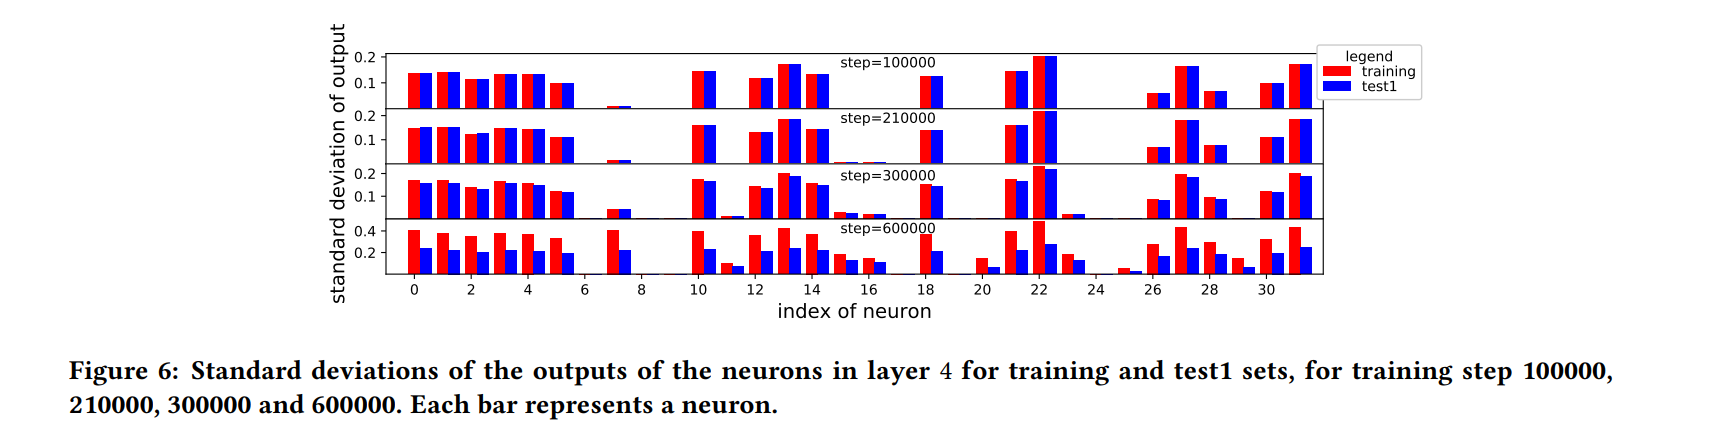 standard deviation of output
0.2
0.1
step=100000
legend
training
test1
0.2
0.1
step=210000
0.2
0.1
step=300000
0.4
0.2
step=600000
0 2 4 6 8 10 12 14 16 18 20 22 24 26 28 30
index of neuron
Figure 6: Standard deviations of the outputs of the neurons in layer 4 for training and test1 sets, for training step 100000,
210000, 300000 and 600000. Each bar represents a neuron.